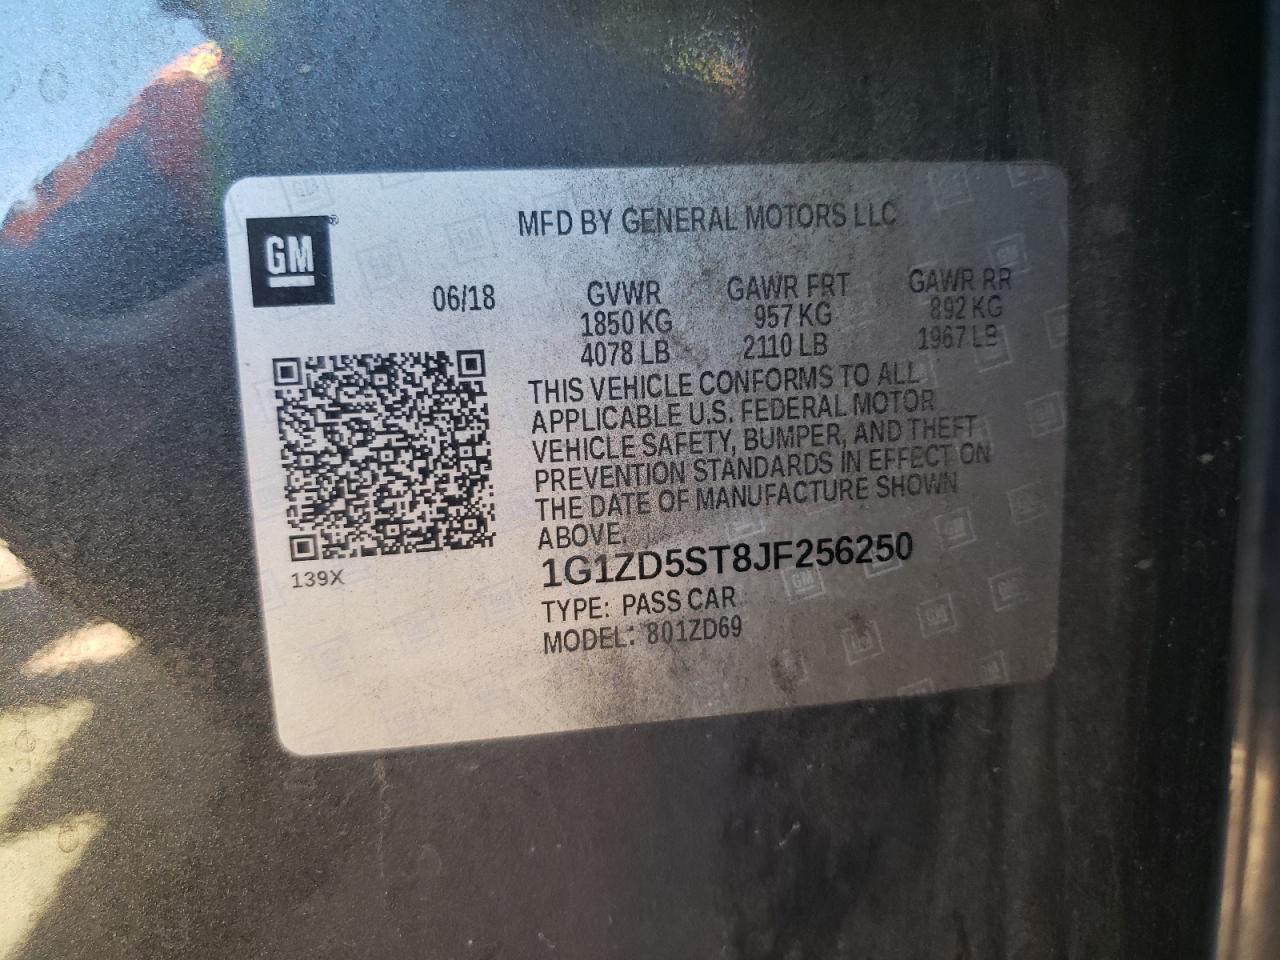 MFD BY GENERAL MOTORS LLC
GM®
06/18
GVWR GAWR FRT GAWR RR
1850 KG 957 KG 892 KG
4078 LB 2110 LB 1967 LB
THIS VEHICLE CONFORMS TO ALL
APPLICABLE U.S. FEDERAL MOTOR
VEHICLE SAFETY, BUMPER, AND THEFT
PREVENTION STANDARDS IN EFFECT ON
THE DATE OF MANUFACTURE SHOWN
ABOVE.
139X
1G1ZD5ST8JF256250
TYPE: PASS CAR
MODEL: 801ZD69